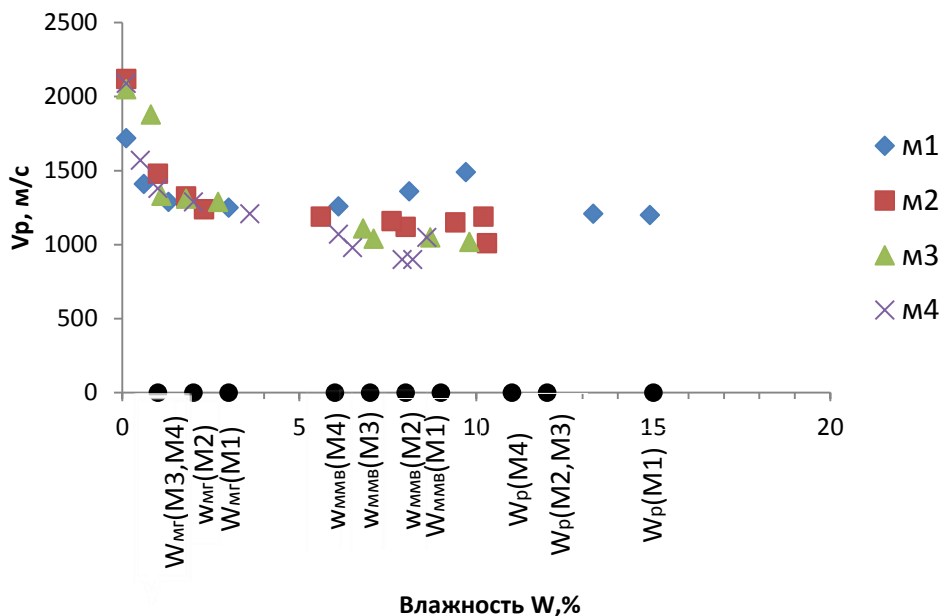 2500
2000
1500
1000
500
0
Vp, м/с
0 5 10 15 20
Wмг(М3,М4)
wмг(М2)
Wмг(М1)
wммв(М4)
wммв(М3)
wммв(М2)
Wммв(М1)
Wр(М4)
Wр(М2,М3)
Wр(М1)
Влажность W,%
м1
м2
м3
м4